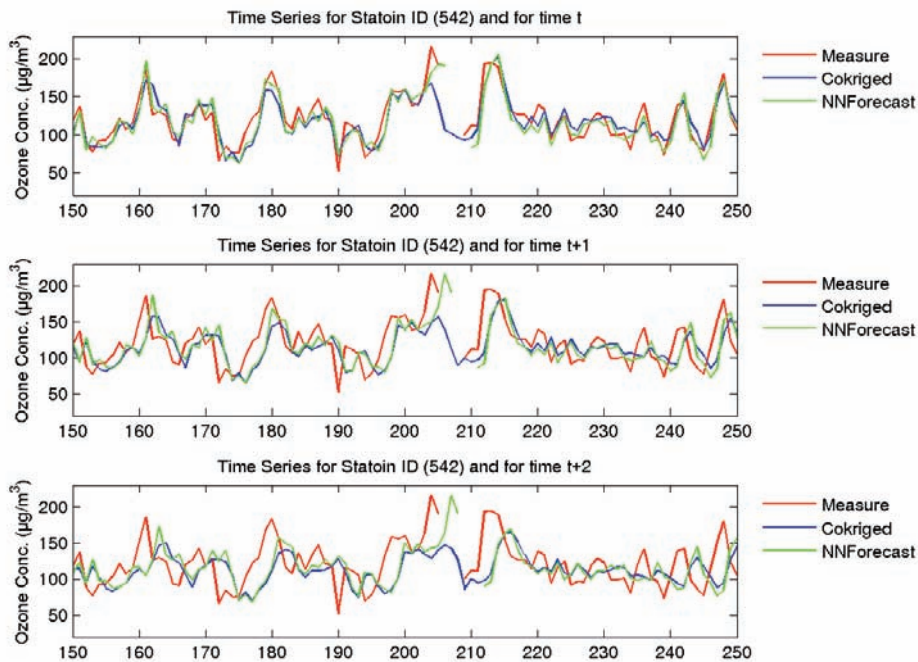 Time Series for Statoin ID (542) and for time t
Ozone Conc. (µg/m³)
200
150
100
50
150 160 170 180 190 200 210 220 230 240 250
Measure
Cokriged
NNForecast
Time Series for Statoin ID (542) and for time t+1
Ozone Conc. (µg/m³)
200
150
100
50
150 160 170 180 190 200 210 220 230 240 250
Measure
Cokriged
NNForecast
Time Series for Statoin ID (542) and for time t+2
Ozone Conc. (µg/m³)
200
150
100
50
150 160 170 180 190 200 210 220 230 240 250
Measure
Cokriged
NNForecast